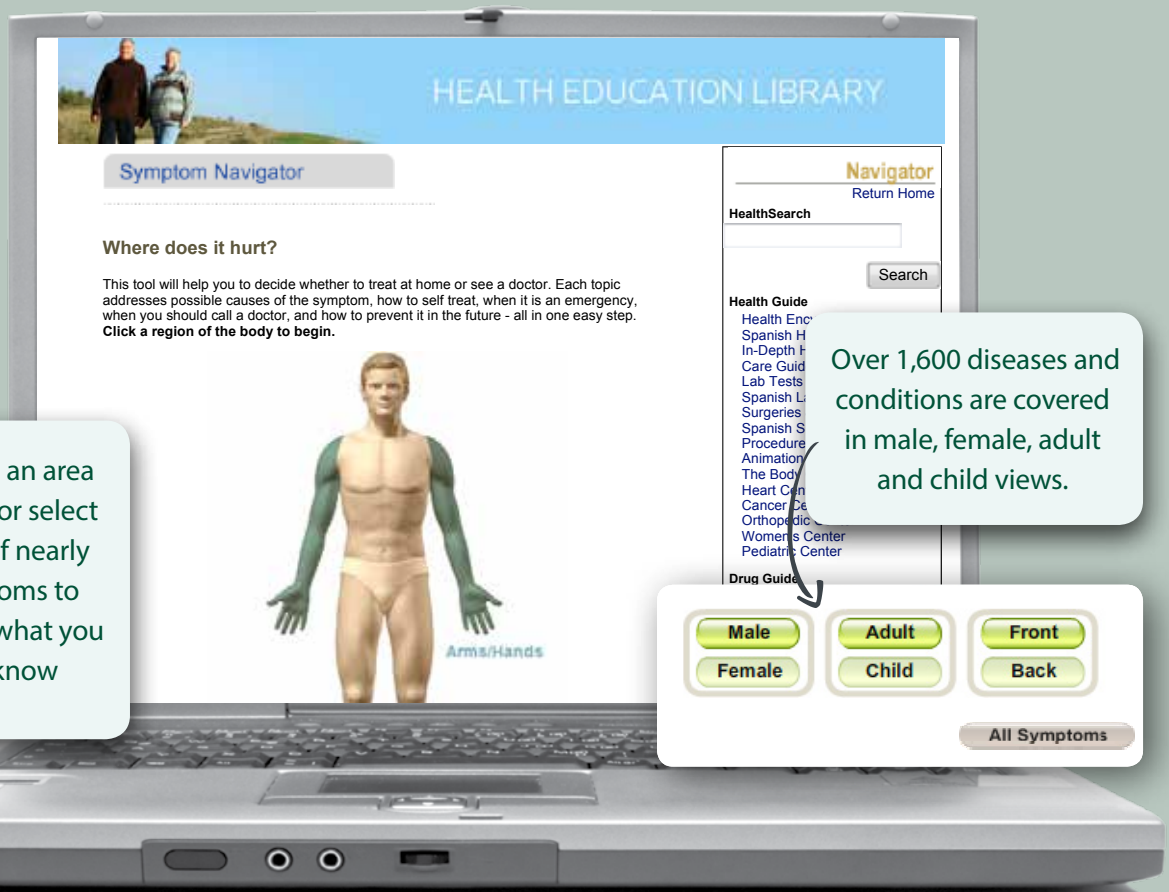 HEALTH EDUCATION LIBRARY
Symptom Navigator
Where does it hurt?
This tool will help you to decide whether to treat at home or see a doctor. Each topic
addresses possible causes of the symptom, how to self treat, when it is an emergency,
when you should call a doctor, and how to prevent it in the future - all in one easy step.
Click a region of the body to begin.
Arms/Hands
an area
or select
nearly
to
what you
know
Navigator
Return Home
HealthSearch
Search
Health Guide
Health
Spanish
In-Depth
Care
Lab Tests
Spanish
Surgeries
Spanish
Animation
The Body
Heart
Cancer
Orthopedic
Women's Center
Pediatric Center
Drug Guide
Over 1,600 diseases and
conditions are covered
in male, female, adult
and child views.
Male Adult Front
Female Child Back
All Symptoms